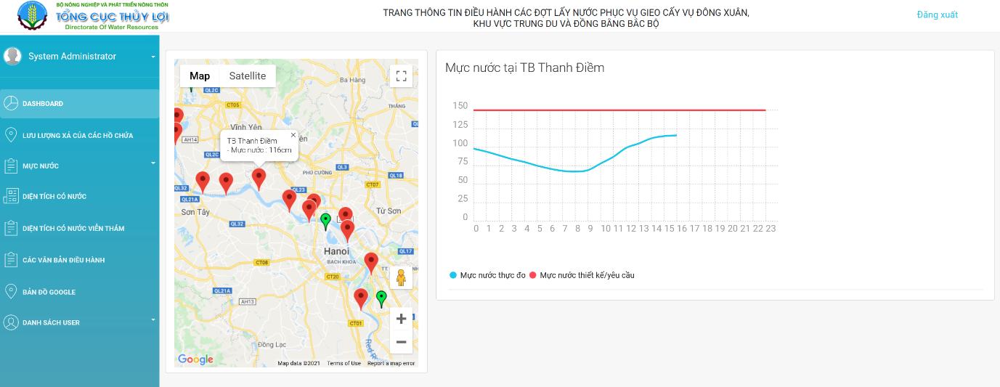 BỘ NÔNG NGHIỆP VÀ PHÁT TRIỂN NÔNG THÔN
TỔNG CỤC THỦY LỢI
Directorate Of Water Resources
TRANG THÔNG TIN ĐIỀU HÀNH CÁC ĐỢT LẤY NƯỚC PHỤC VỤ GIEO CẤY VỤ ĐÔNG XUÂN,
KHU VỰC TRUNG DU VÀ ĐỒNG BẰNG BẮC BỘ
Đăng xuất
System Administrator
DASHBOARD
LƯU LƯỢNG XẢ CỦA CÁC HỒ CHỨA
MỰC NƯỚC
DIỆN TÍCH CÓ NƯỚC
DIỆN TÍCH CÓ NƯỚC VIỄN THÁM
CÁC VĂN BẢN ĐIỀU HÀNH
BẢN ĐỒ GOOGLE
DANH SÁCH USER
Map Satellite
Ba Hàng
QL2C
CT05
THẮNG
QL
Vĩnh Yên
AH14
TB Thanh Điềm
- Mực nước : 116cm
QL2C
QL3
PHÚ CƯỜNG
QL18
CT07
QL32
QL23
QL21A
Sơn Tây
Từ Sơn
QL32
Hanoi
QL17
BACH KHOA
CT08
CT20
TT.
QL21A
AH13
CT01
Đồng Lạc
Red R
Google
Map data ©2021 Terms of Use Report a map error
Mực nước tại TB Thanh Điềm
150
125
100
75
50
25
0
0 1 2 3 4 5 6 7 8 9 10 11 12 13 14 15 16 17 18 19 20 21 22 23
Mực nước thực đo Mực nước thiết kế/yêu cầu